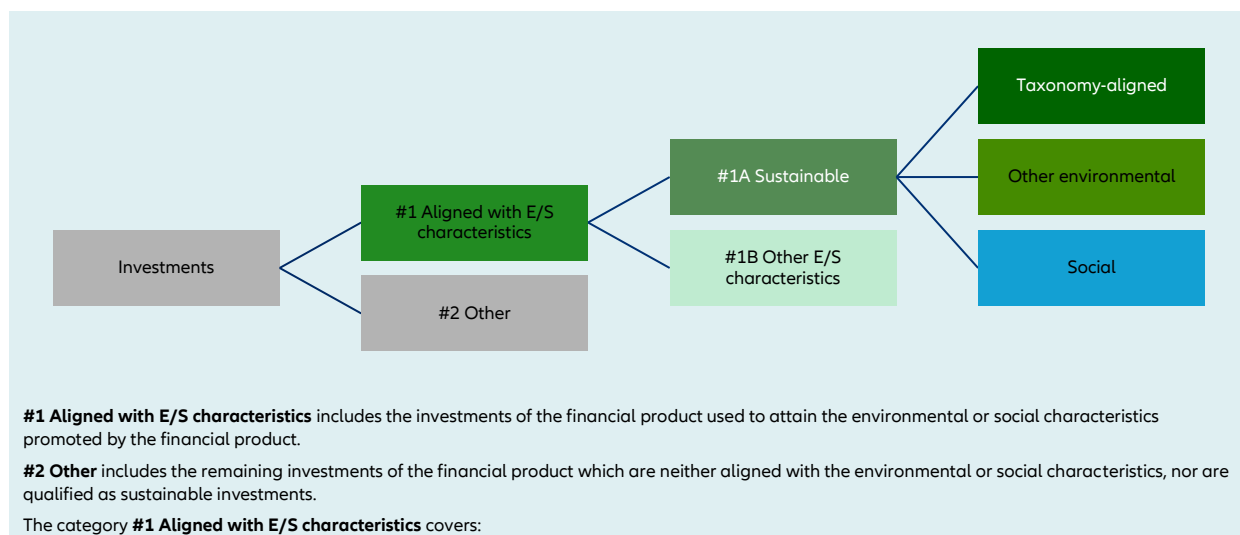 Taxonomy-aligned
#1A Sustainable
Other environmental
#1 Aligned with E/S
characteristics
Investments
#1B Other E/S
characteristics
Social
#2 Other
#1 Aligned with E/S characteristics includes the investments of the financial product used to attain the environmental or social characteristics
promoted by the financial product.
#2 Other includes the remaining investments of the financial product which are neither aligned with the environmental or social characteristics, nor are
qualified as sustainable investments.
The category #1 Aligned with E/S characteristics covers: